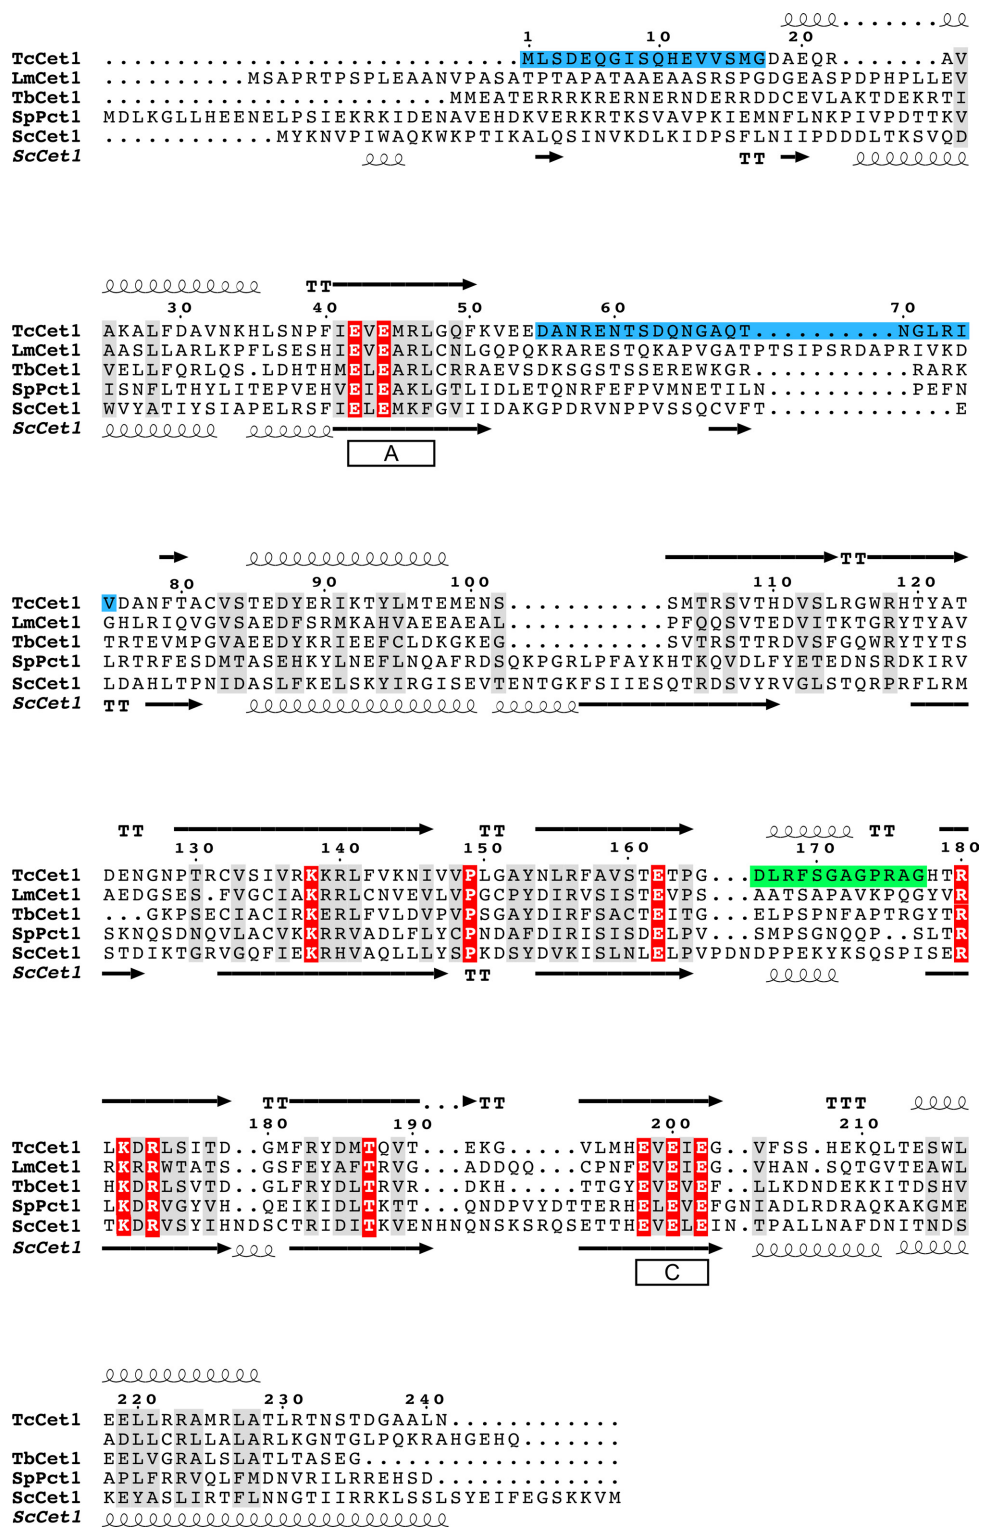 1 10 20
TcCet1 .............................MLSDEQGISQHEVVSMGDAEQR.......AV
LmCet1 ..........MSAPRTPSPLEAANVPASATPTAPATAAEAASRSPGDGEASPDPHPLLEV
TbCet1 ........................MMEATERRRKRERNERNDERRDDCEVLAKTDEKRTI
SpPct1 MDLKGLLHEENELPSIEKRKIDENAVEHDKVERKRTKSVAVPKIEMNFLNKPIVPDTTKV
ScCet1 ............MYKNVPIWAQKWKPTIKALQSINVKDLKIDPSFLNIIPDDDLTKSVQD
ScCet1 TT
TT
30 40 50 60 70
TcCet1 AKALFDAVNKHLSNPFIEVEMRLGQFKVEEDANRENTSDQNGAQT..........NGLRI
LmCet1 AASLLARLKPFLSESHIEVEARLCNLGQPQKRARESTQKAPVGATPTSIPSRDAPRIVKD
TbCet1 VELLFQRLQS.LDHTHMELEARLCRRAEVSDKSGSTSSEREWKGR...........RARK
SpPct1 ISNFLTHYLITEPVEHVEIEAKLGTLIDLETQNRFEFPVMNETILN..........PEFN
ScCet1 WVYATIYSIAPELRSFIELEMKFGVIIDAKGPDRVNPPVSSQCVFT.............E
ScCet1
A
TT
80 90 100 110 120
TcCet1 VDANFTACVSTEDYERIKTYLMTEMENS...........SMTRSVTHDVSLRGWRHTYAT
LmCet1 GHLRIQVGVSAEDFSRMKAHVAEEAEAL...........PFQQSVTEDVITKTGRYTYAV
TbCet1 TRTEVMPGVAEEDYKRIEEFCLDKGKEG...........SVTRSTTRDVSFGQWRYTYTS
SpPct1 LRTRFESDMTASEHKYLNEFLNQAFRDSQKPGRLPFAYKHTKQVDLFYETEDNSRDKIRV
ScCet1 LDAHLTPNIDASLFKELSKYIRGISEVTENTGKFSIIESQTRDSVYRVGLSTQRPRFLRM
ScCet1 TT
TT TT TT
130 140 150 160 170 180
TcCet1 DENGNPTRCVSIVRKKRLFVKNIVVPLGAYNLRFAVSTETPG...DLRFSGAGPRAGHTR
LmCet1 AEDGSES.FVGCIAKKRLCNVEVLVPGCPYDVRISTSTETPG...AATSAPAVKPQGYVR
TbCet1 ...GKPSECIACIRKERLFVLDVPVPSGAYDIRFSACTEITG...ELPSPNFAPTRGYTR
SpPct1 SKNQSDNQVLACVKKRRVADLFLYCPNDAFDIRISISDELPV...SMPSGNQQP..SLTR
ScCet1 STDIKTGRVGQFIEKRHVAQLLLYSPKDSYDVKISLNLELPVPDNDPPEKYKSQSPISER
ScCet1 TT
TT ...TT TTT
180 190 200 210
TcCet1 LKDRLSITD..GMFRYDMTQVT...EKG.....VLMHEVEIEG..VFSS.HEKQLTESWL
LmCet1 RKRRWTATS..GSFEYAFTRVG...ADDQQ...CPNFEVEIEG..VHAN.SQTGVTEAWL
TbCet1 HKDRLSVTD..GLFRYDLTRVR...DKH.....TTGYEVEVEF..LLKDNDEKKITDSHV
SpPct1 LKDRVGYVH..QEIKIDLTKTT...QNDPVYDTTERHELEVEFGNIADLRDRAQKAKGME
ScCet1 TKDRVSYIHNDSCTRIDITKVENHNQNSKSRQSETTHEVELEIN.TPALLNAFDNITNDS
ScCet1
C
220 230 240
TcCet1 EELLRRAMRLATLRTNSTDGAALN............
ADLLCRLLALARLKGNTGLPQKRAHGEHQ.......
TbCet1 EELVGRALSLATLTASEG..................
SpPct1 APLFRRVQLFMDNVRILRREHSD.............
ScCet1 KEYASLIRTFLNNGTIIRRKLSSLSYEIFEGSKKVM
ScCet1